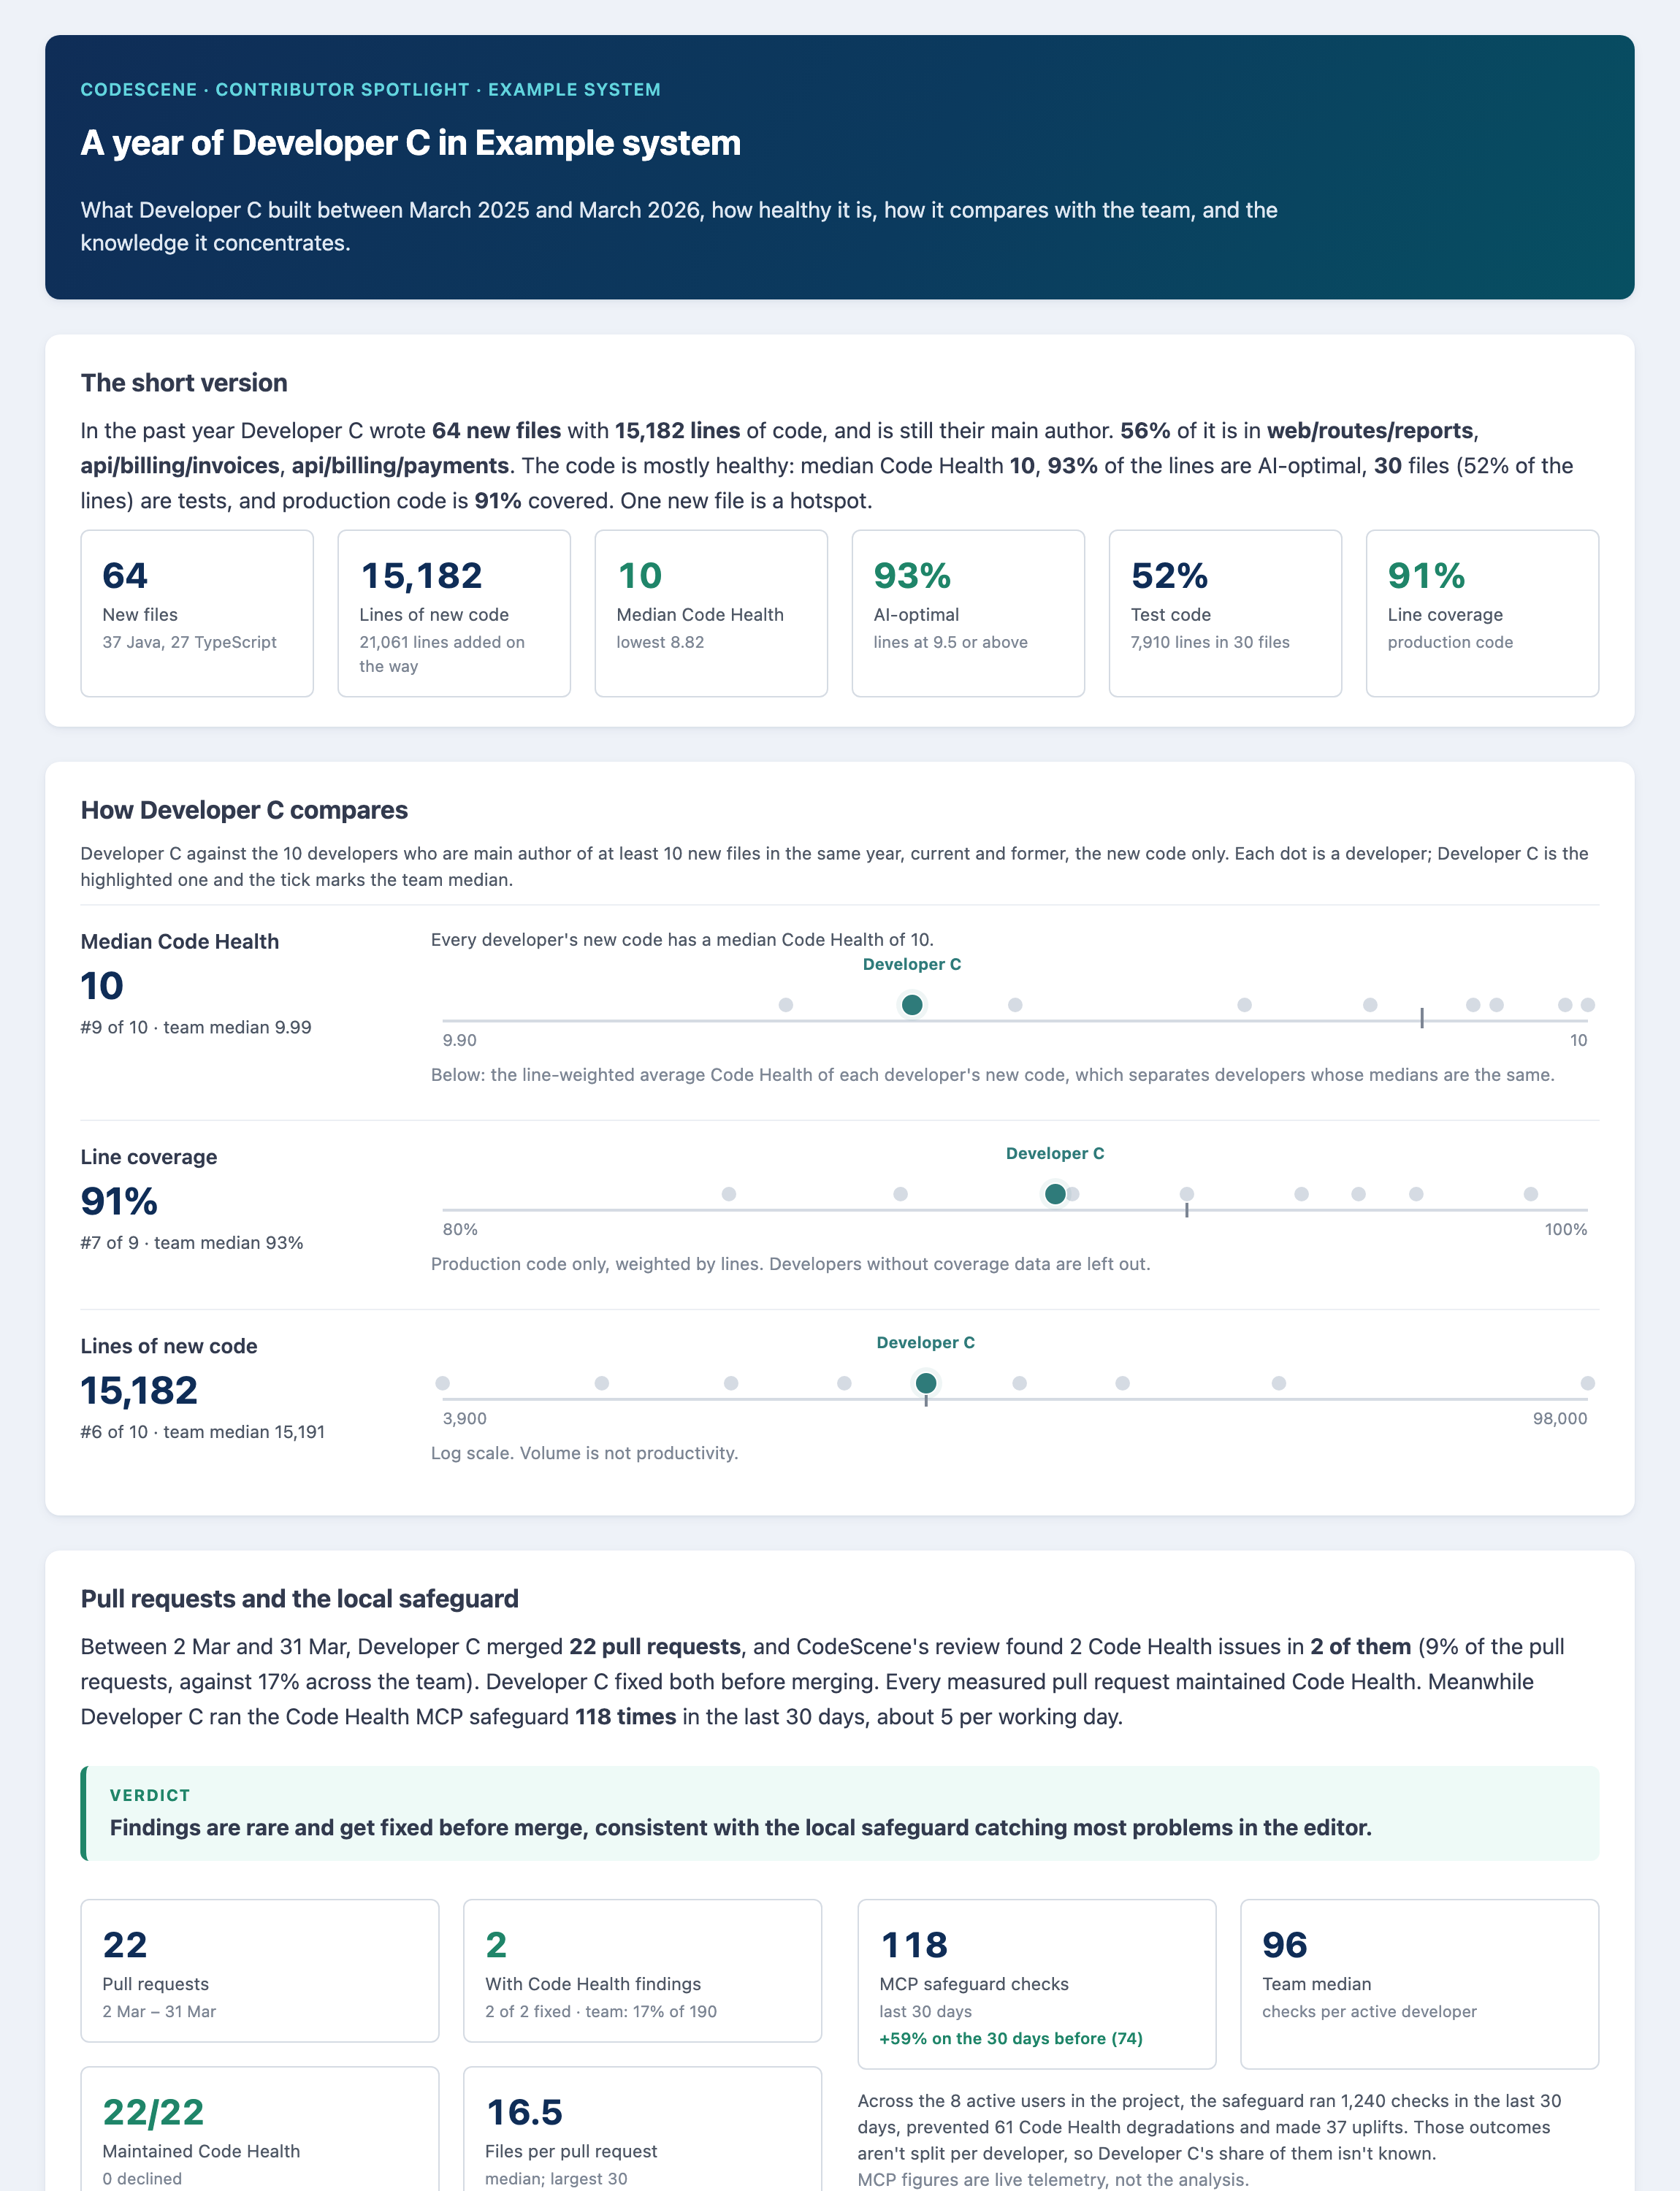 CODESCENE · CONTRIBUTOR SPOTLIGHT · EXAMPLE SYSTEM
A year of Developer C in Example system
What Developer C built between March 2025 and March 2026, how healthy it is, how it compares with the team, and the
knowledge it concentrates.
The short version
In the past year Developer C wrote 64 new files with 15,182 lines of code, and is still their main author. 56% of it is in web/routes/reports,
api/billing/invoices, api/billing/payments. The code is mostly healthy: median Code Health 10, 93% of the lines are AI-optimal, 30 files (52% of the
lines) are tests, and production code is 91% covered. One new file is a hotspot.
64
New files
37 Java, 27 TypeScript
15,182
Lines of new code
21,061 lines added on
the way
10
Median Code Health
lowest 8.82
93%
AI-optimal
lines at 9.5 or above
52%
Test code
7,910 lines in 30 files
91%
Line coverage
production code
How Developer C compares
Developer C against the 10 developers who are main author of at least 10 new files in the same year, current and former, the new code only. Each dot is a developer; Developer C is the
highlighted one and the tick marks the team median.
Median Code Health
10
#9 of 10 · team median 9.99
Every developer's new code has a median Code Health of 10.
Developer C
9.90
10
Below: the line-weighted average Code Health of each developer's new code, which separates developers whose medians are the same.
Line coverage
91%
#7 of 9 · team median 93%
Developer C
80%
100%
Production code only, weighted by lines. Developers without coverage data are left out.
Lines of new code
15,182
#6 of 10 · team median 15,191
Developer C
3,900
98,000
Log scale. Volume is not productivity.
Pull requests and the local safeguard
Between 2 Mar and 31 Mar, Developer C merged 22 pull requests, and CodeScene's review found 2 Code Health issues in 2 of them (9% of the pull
requests, against 17% across the team). Developer C fixed both before merging. Every measured pull request maintained Code Health. Meanwhile
Developer C ran the Code Health MCP safeguard 118 times in the last 30 days, about 5 per working day.
VERDICT
Findings are rare and get fixed before merge, consistent with the local safeguard catching most problems in the editor.
22
Pull requests
2 Mar – 31 Mar
2
With Code Health findings
2 of 2 fixed · team: 17% of 190
22/22
Maintained Code Health
0 declined
16.5
Files per pull request
median; largest 30
118
MCP safeguard checks
last 30 days
+59% on the 30 days before (74)
96
Team median
checks per active developer
Across the 8 active users in the project, the safeguard ran 1,240 checks in the last 30
days, prevented 61 Code Health degradations and made 37 uplifts. Those outcomes
aren't split per developer, so Developer C's share of them isn't known.
MCP figures are live telemetry, not the analysis.